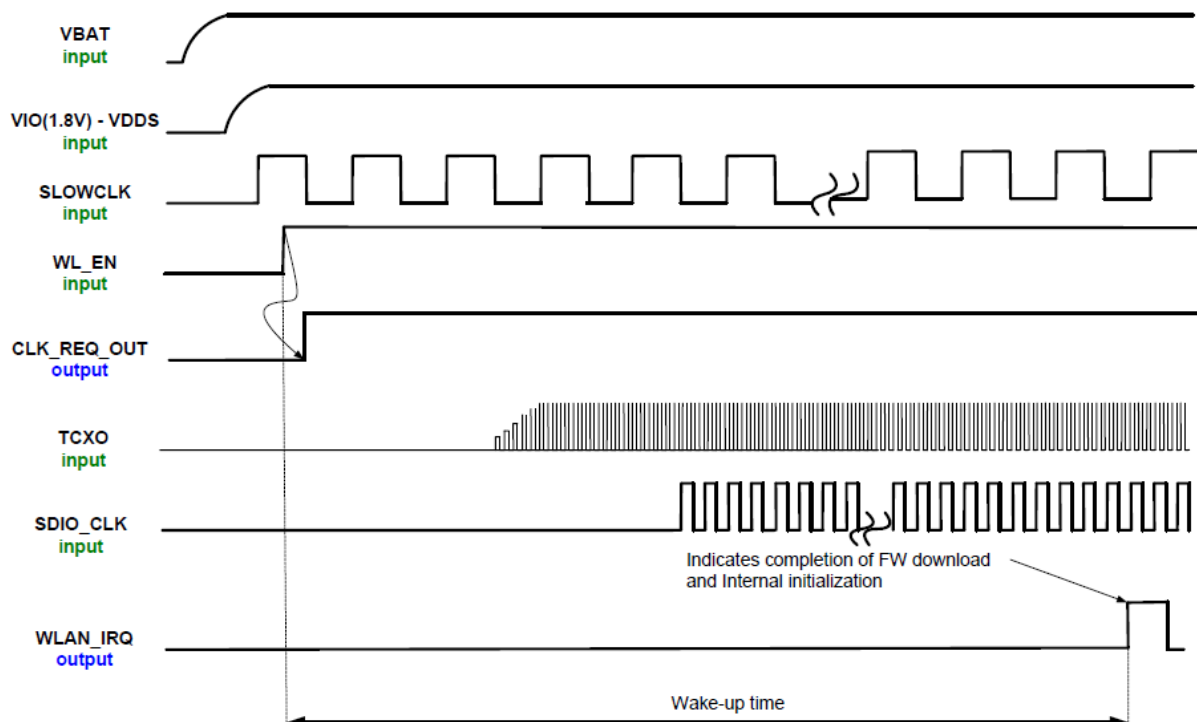 VBAT
input
VIO(1.8V) - VDDS
input
SLOWCLK
input
WL_EN
input
CLK_REQ_OUT
output
TCXO
input
SDIO_CLK
input
Indicates completion of FW download
and Internal initialization
WLAN_IRQ
output
Wake-up time